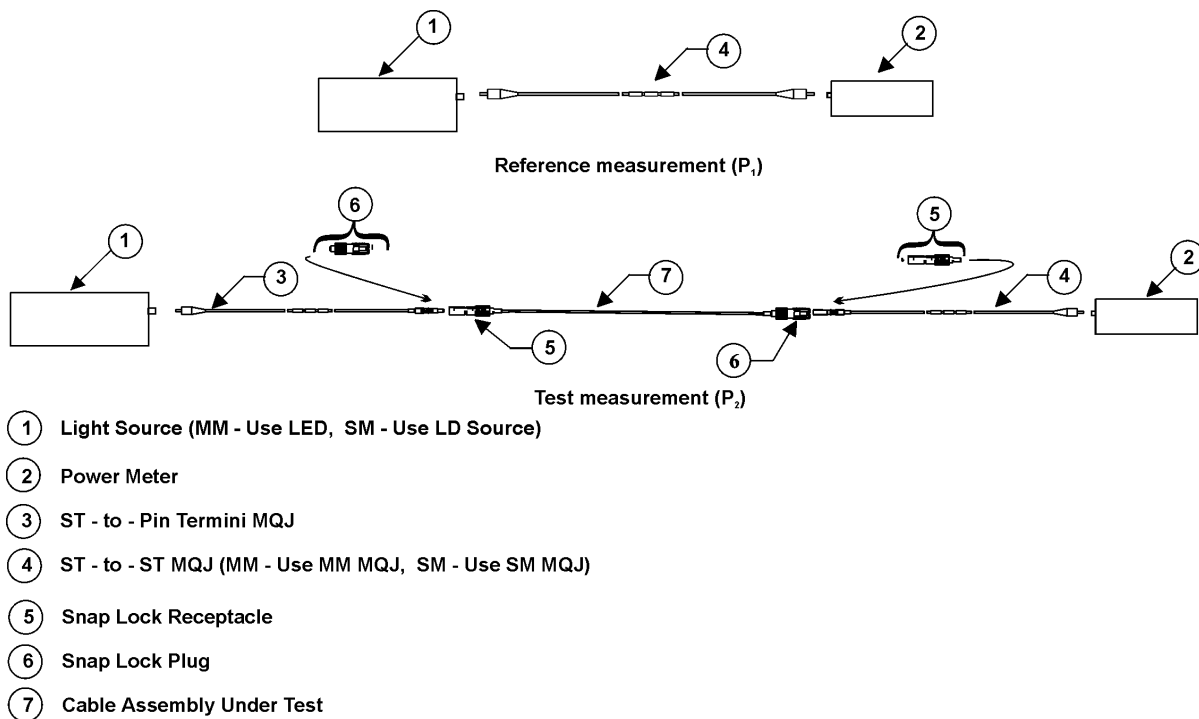 1
4
2
Reference measurement (P₁)
6
5
1
3
7
4
2
5
6
Test measurement (P₂)
1 Light Source (MM - Use LED, SM - Use LD Source)
2 Power Meter
3 ST - to - Pin Termini MQJ
4 ST - to - ST MQJ (MM - Use MM MQJ, SM - Use SM MQJ)
5 Snap Lock Receptacle
6 Snap Lock Plug
7 Cable Assembly Under Test